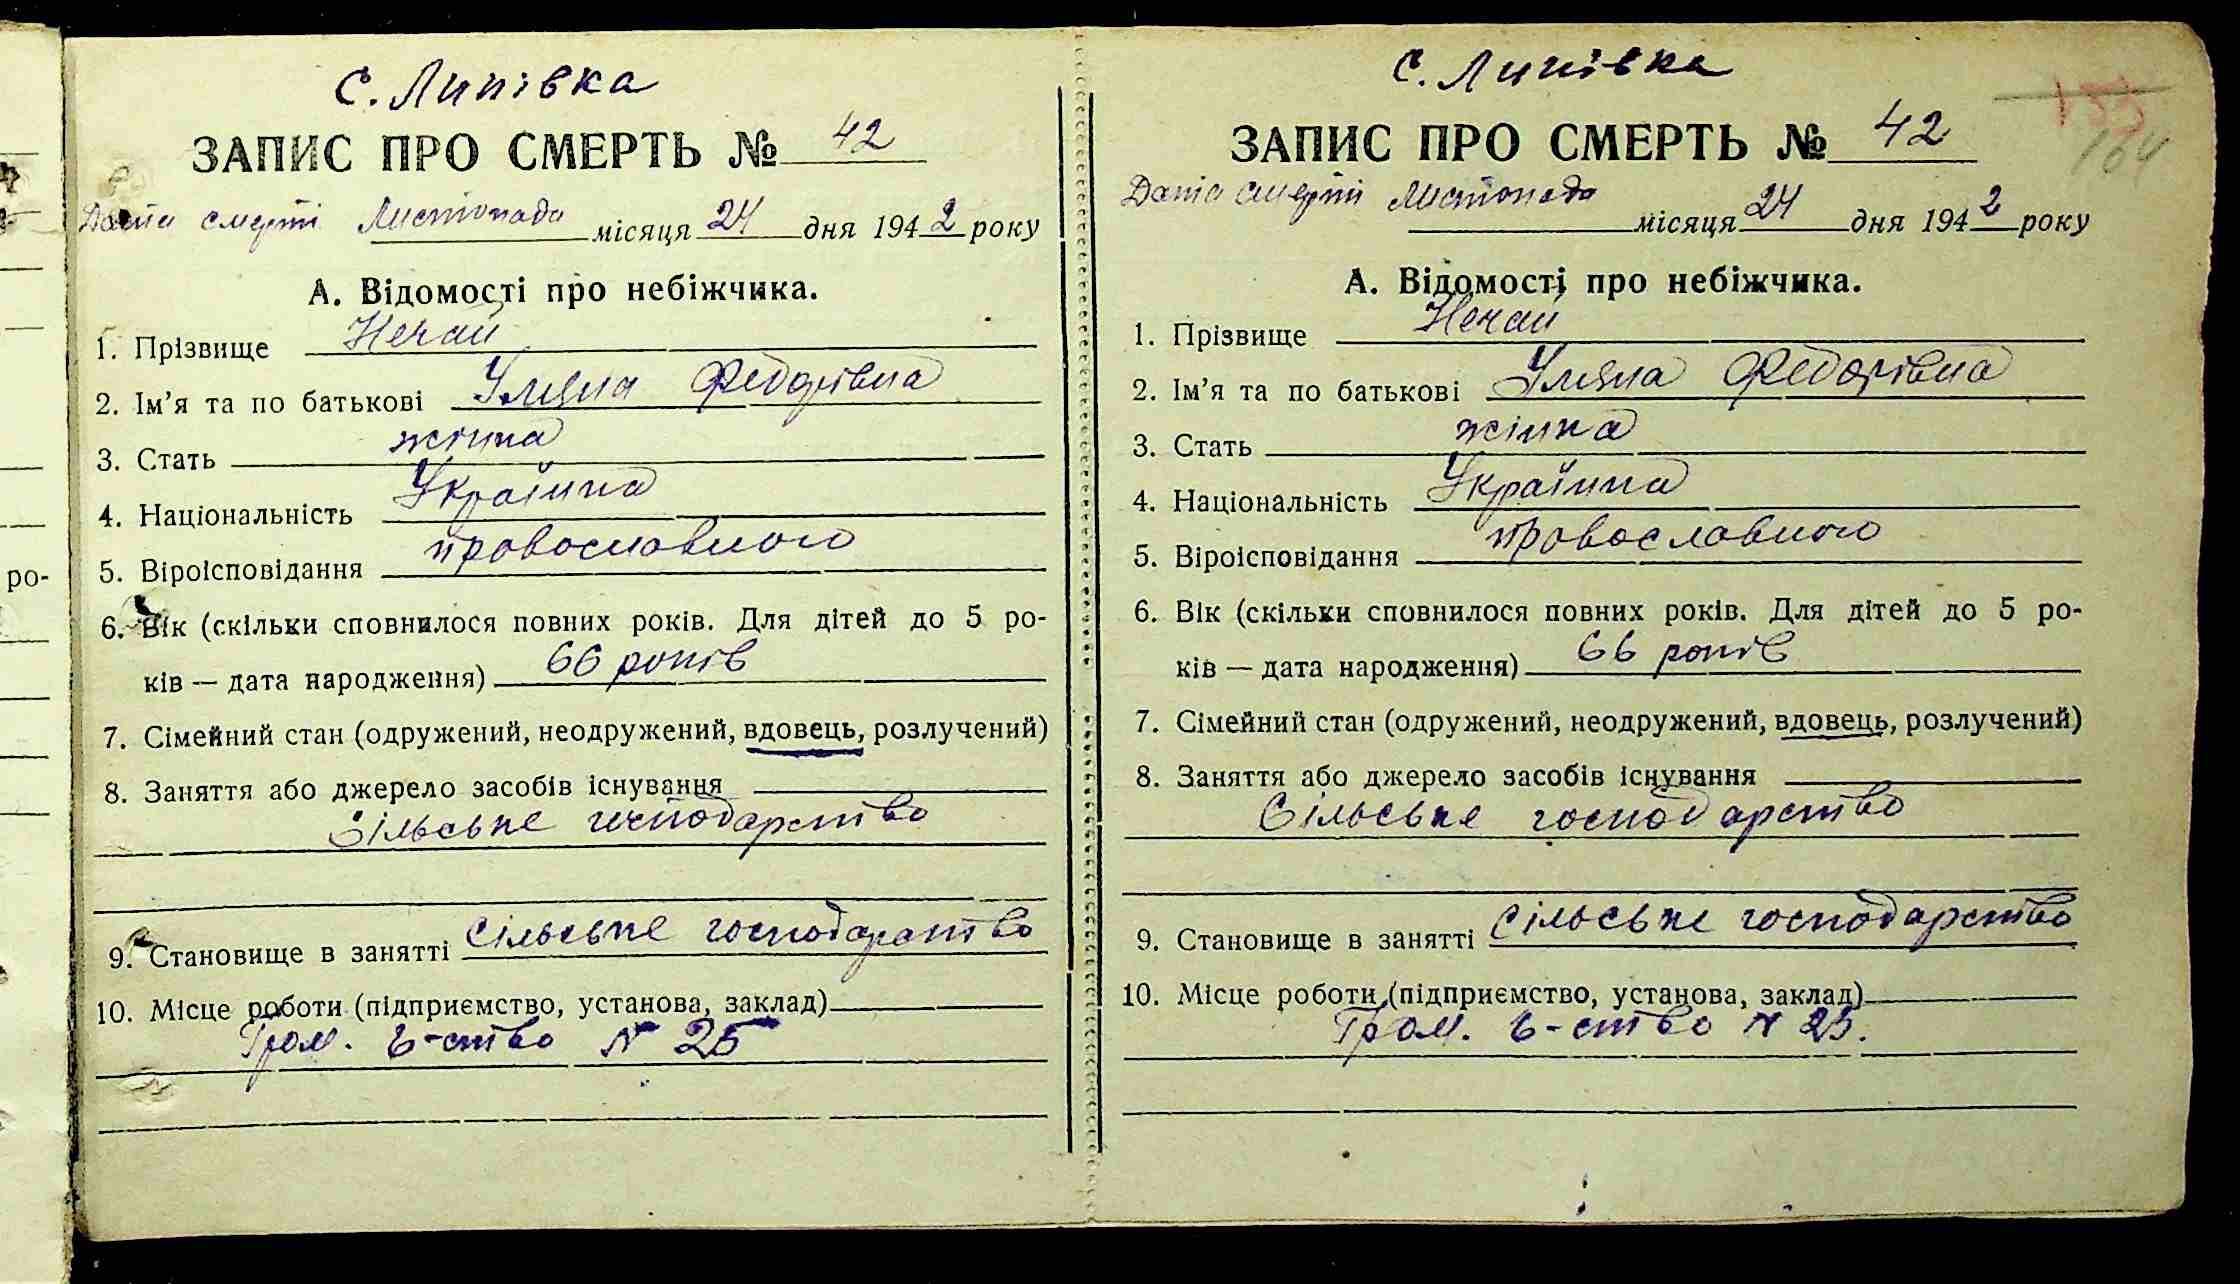 с. Липівка
ЗАПИС ПРО СМЕРТЬ № 42
Дата смерті Листопада місяця 24 дня 1942 року
А. Відомості про небіжчика.
1. Прізвище Нечай
2. Ім'я та по батькові Уляна Федорівна
3. Стать жінка
4. Національність Українка
5. Віроісповідання провославного
6. Вік (скільки сповнилося повних років. Для дітей до 5 ро-
ків — дата народження) 66 років
7. Сімейний стан (одружений, неодружений, вдовець, розлучений)
8. Заняття або джерело засобів існування
Сільське господарство
9. Становище в занятті сільське господарство
10. Місце роботи (підприємство, установа, заклад)
Гром. г-ство № 25
с. Липівка
ЗАПИС ПРО СМЕРТЬ № 42
Дата смерті Листопада місяця 24 дня 1942 року
А. Відомості про небіжчика.
1. Прізвище Нечай
2. Ім'я та по батькові Уляна Федорівна
3. Стать жінка
4. Національність Українка
5. Віроісповідання провославного
6. Вік (скільки сповнилося повних років. Для дітей до 5 ро-
ків — дата народження) 66 років
7. Сімейний стан (одружений, неодружений, вдовець, розлучений)
8. Заняття або джерело засобів існування
Сільське господарство
9. Становище в занятті сільське господарство
10. Місце роботи (підприємство, установа, заклад)
Гром. г-ство № 25.
164
ро-